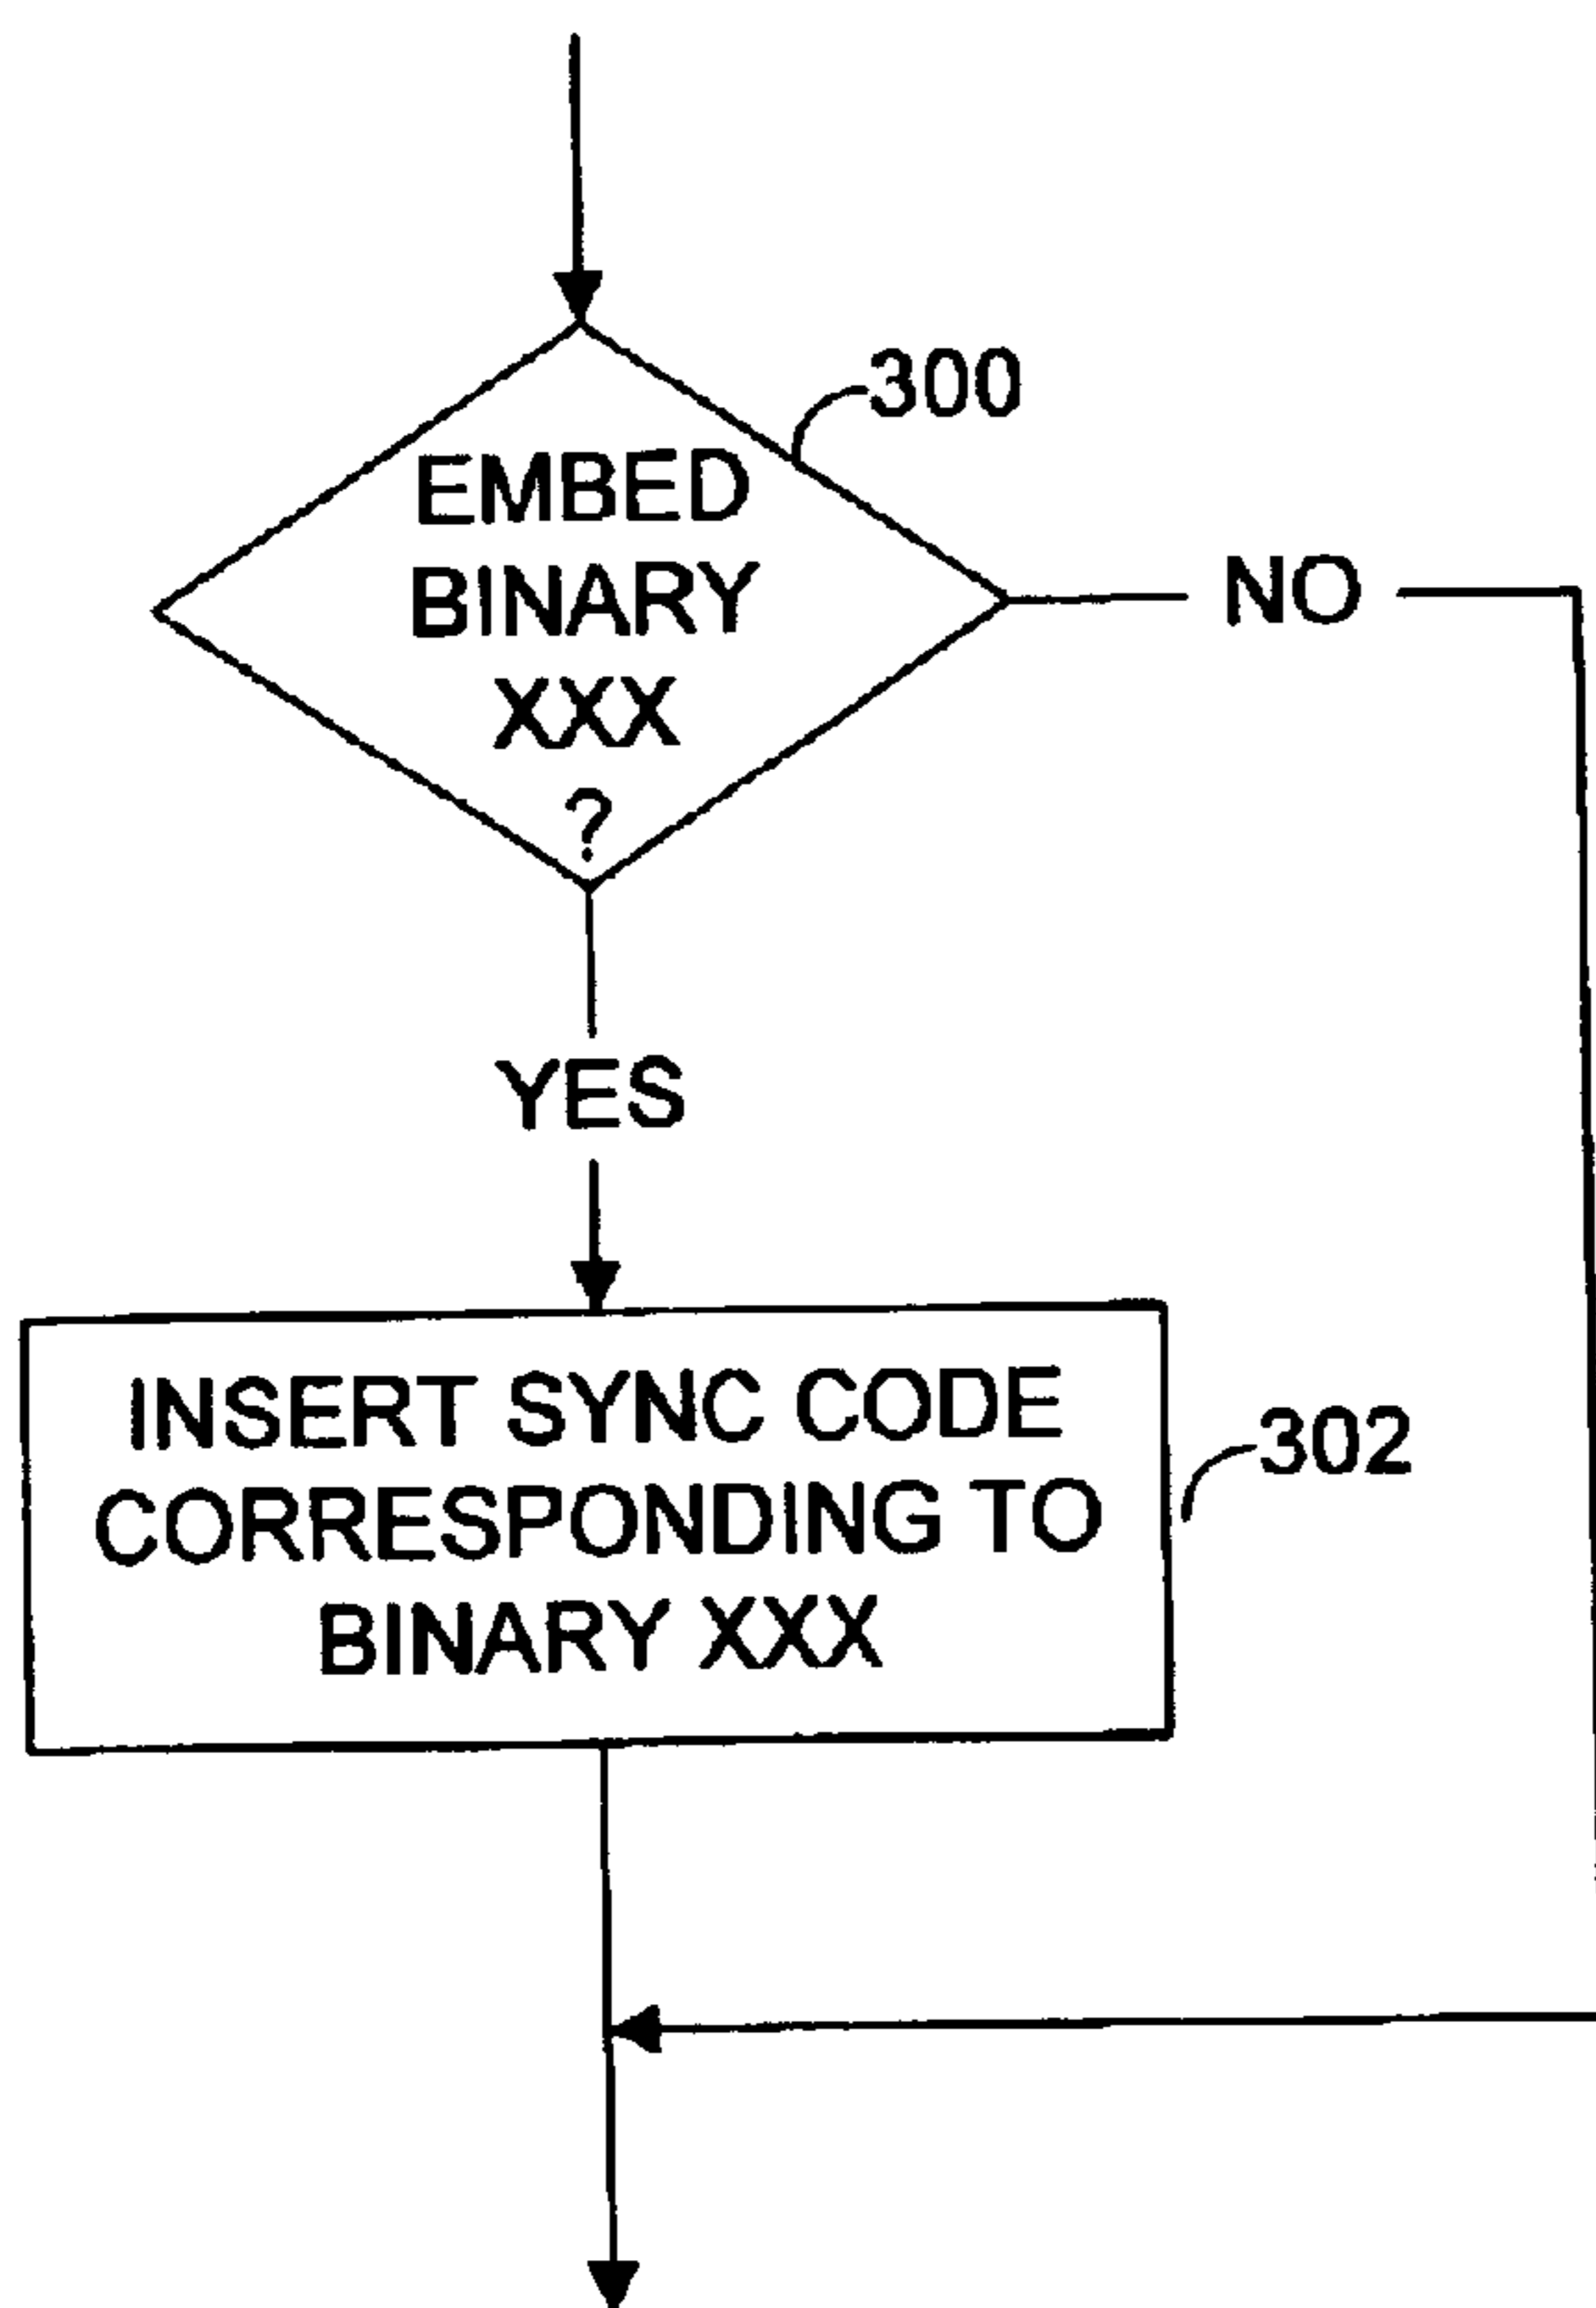 300
EMBED
BINARY
XXX
?
NO
YES
INSERT SYNC CODE
CORRESPONDING TO
BINARY XXX
302